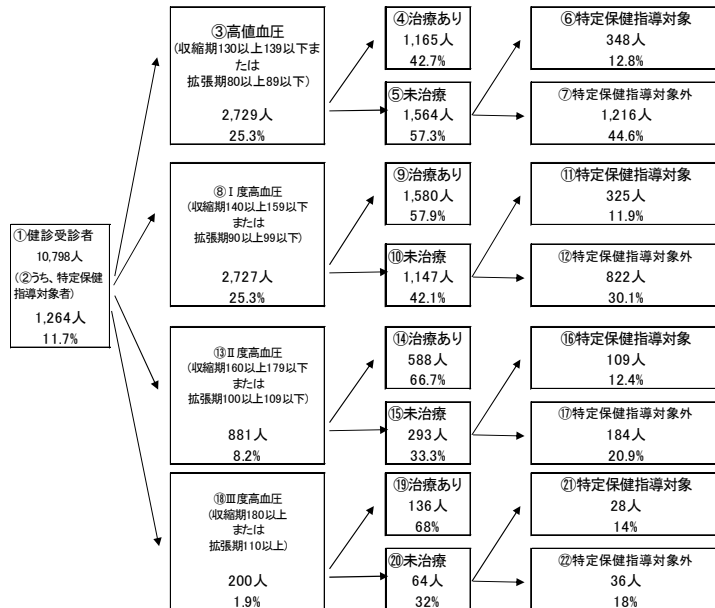 ①健診受診者
10,798人
(②うち、特定保健
指導対象者)
1,264人
11.7%
③高値血圧
(収縮期130以上139以下ま
たは
拡張期80以上89以下)
2,729人
25.3%
④治療あり
1,165人
42.7%
⑤未治療
1,564人
57.3%
⑥特定保健指導対象
348人
12.8%
⑦特定保健指導対象外
1,216人
44.6%
⑧Ⅰ度高血圧
(収縮期140以上159以下
または
拡張期90以上99以下)
2,727人
25.3%
⑨治療あり
1,580人
57.9%
⑩未治療
1,147人
42.1%
⑪特定保健指導対象
325人
11.9%
⑫特定保健指導対象外
822人
30.1%
⑬Ⅱ度高血圧
(収縮期160以上179以下
または
拡張期100以上109以下)
881人
8.2%
⑭治療あり
588人
66.7%
⑮未治療
293人
33.3%
⑯特定保健指導対象
109人
12.4%
⑰特定保健指導対象外
184人
20.9%
⑱Ⅲ度高血圧
(収縮期180以上
または
拡張期110以上)
200人
1.9%
⑲治療あり
136人
68%
⑳未治療
64人
32%
㉑特定保健指導対象
28人
14%
㉒特定保健指導対象外
36人
18%